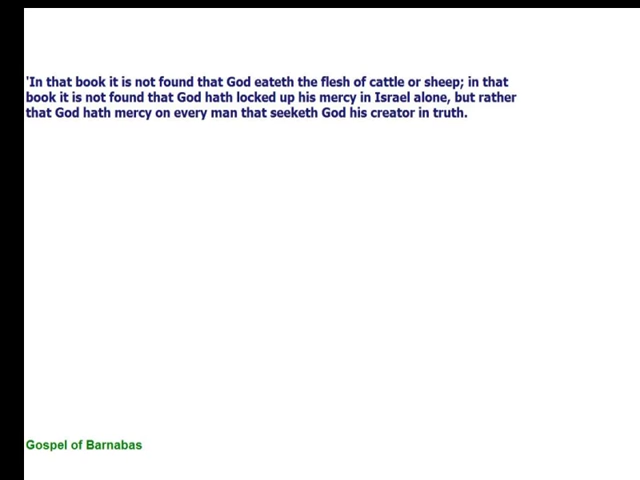 'In that book it is not found that God eateth the flesh of cattle or sheep; in that
book it is not found that God hath locked up his mercy in Israel alone, but rather
that God hath mercy on every man that seeketh God his creator in truth.
Gospel of Barnabas